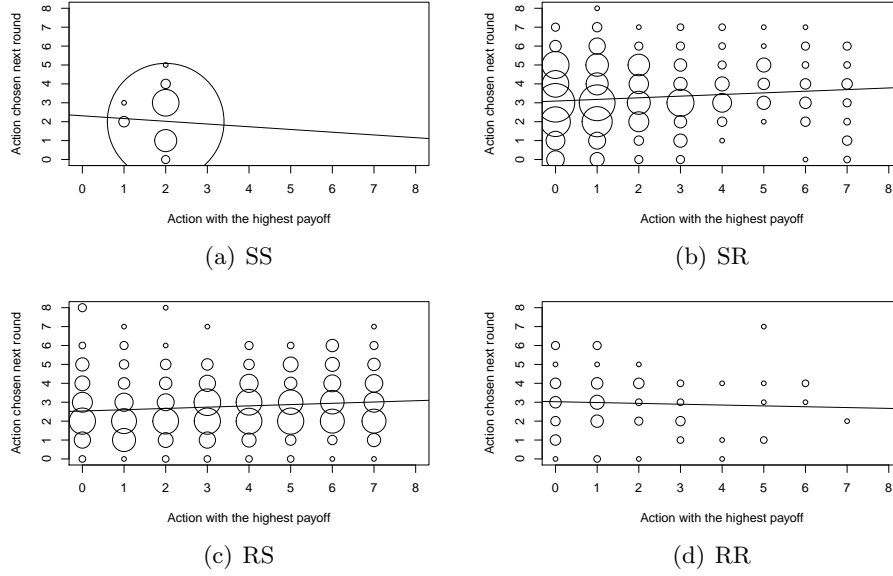 8
7
6
5
4
3
2
1
0
Action chosen next round
0 1 2 3 4 5 6 7 8
Action with the highest payoff
(a) SS
8
7
6
5
4
3
2
1
0
Action chosen next round
0 1 2 3 4 5 6 7 8
Action with the highest payoff
(b) SR
8
7
6
5
4
3
2
1
0
Action chosen next round
0 1 2 3 4 5 6 7 8
Action with the highest payoff
(c) RS
8
7
6
5
4
3
2
1
0
Action chosen next round
0 1 2 3 4 5 6 7 8
Action with the highest payoff
(d) RR